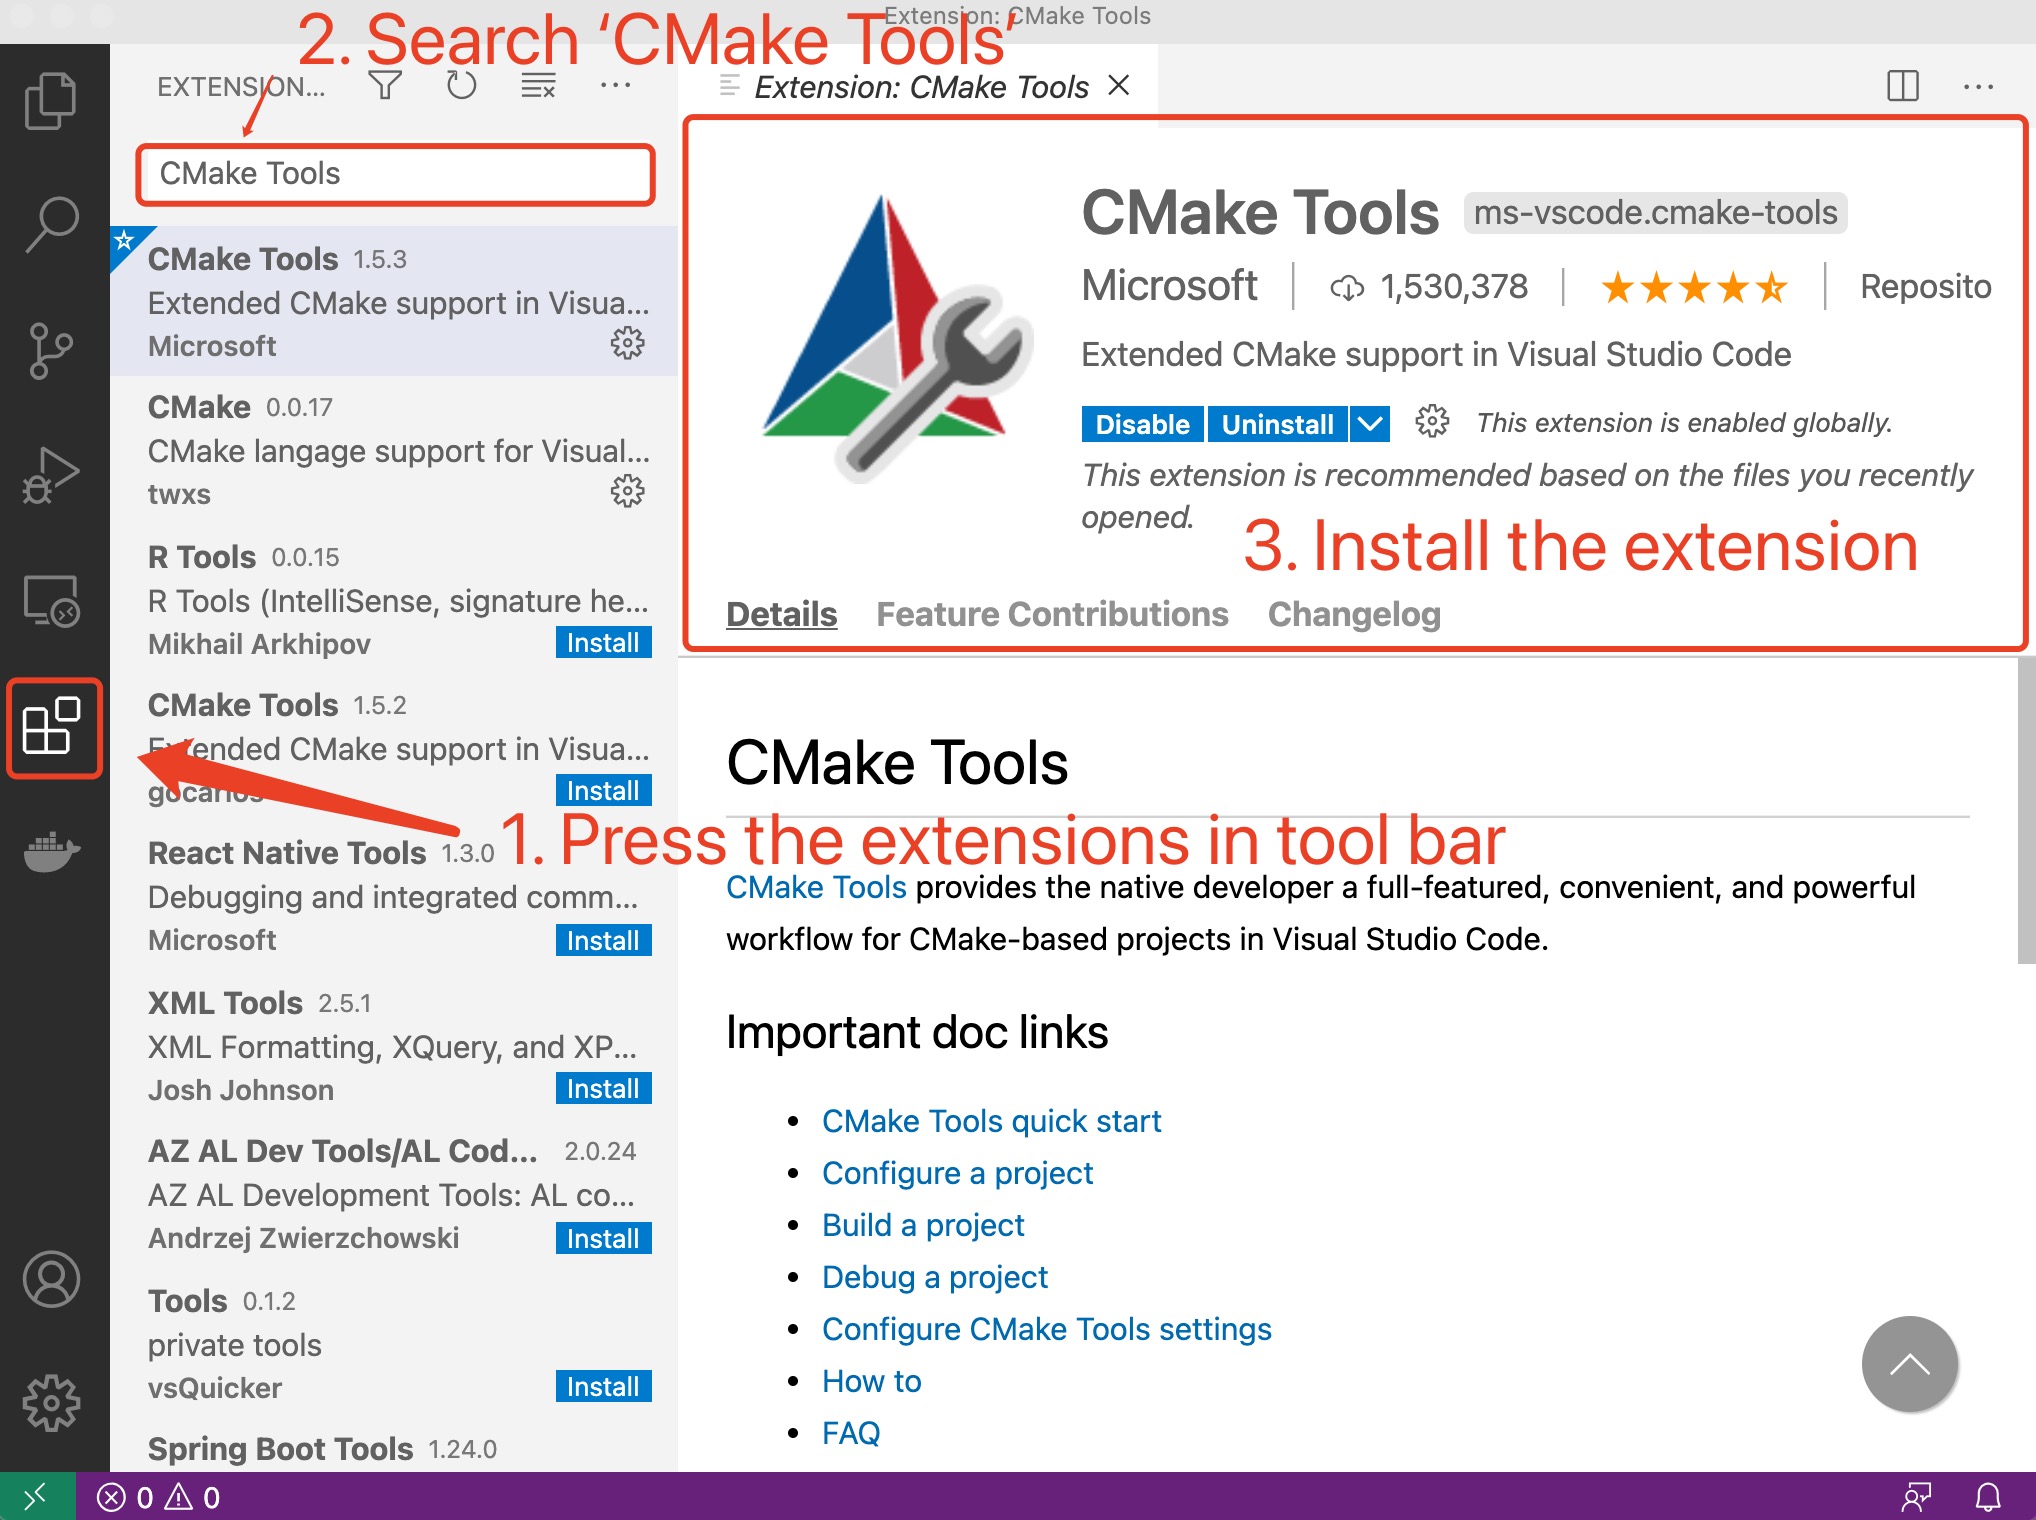 Extension: CMake Tools
2. Search ‘CMake Tools’
EXTENSION...
Extension: CMake Tools
CMake Tools
CMake Tools 1.5.3
Extended CMake support in Visua...
Microsoft
CMake 0.0.17
CMake langage support for Visual...
twxs
R Tools 0.0.15
R Tools (IntelliSense, signature he...
Mikhail Arkhipov
Install
CMake Tools 1.5.2
Extended CMake support in Visua...
gocarlos
Install
React Native Tools 1.3.0
Debugging and integrated comm...
Microsoft
Install
XML Tools 2.5.1
XML Formatting, XQuery, and XP...
Josh Johnson
Install
AZ AL Dev Tools/AL Cod... 2.0.24
AZ AL Development Tools: AL co...
Andrzej Zwierzchowski
Install
Tools 0.1.2
private tools
vsQuicker
Install
Spring Boot Tools 1.24.0
CMake Tools ms-vscode.cmake-tools
Microsoft 1,530,378 Reposito
Extended CMake support in Visual Studio Code
Disable Uninstall This extension is enabled globally.
This extension is recommended based on the files you recently
opened.
3. Install the extension
Details Feature Contributions Changelog
CMake Tools
1. Press the extensions in tool bar
CMake Tools provides the native developer a full-featured, convenient, and powerful
workflow for CMake-based projects in Visual Studio Code.
Important doc links
• CMake Tools quick start
• Configure a project
• Build a project
• Debug a project
• Configure CMake Tools settings
• How to
• FAQ
0 0